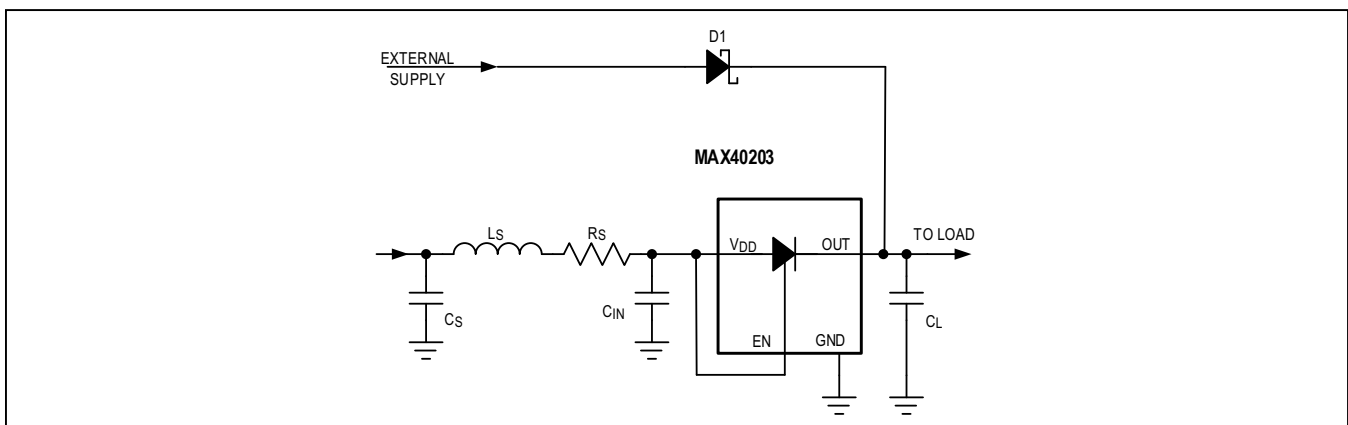 D1
EXTERNAL
SUPPLY
MAX40203
LS
RS
VDD
OUT
TO LOAD
CS
CIN
EN
GND
CL